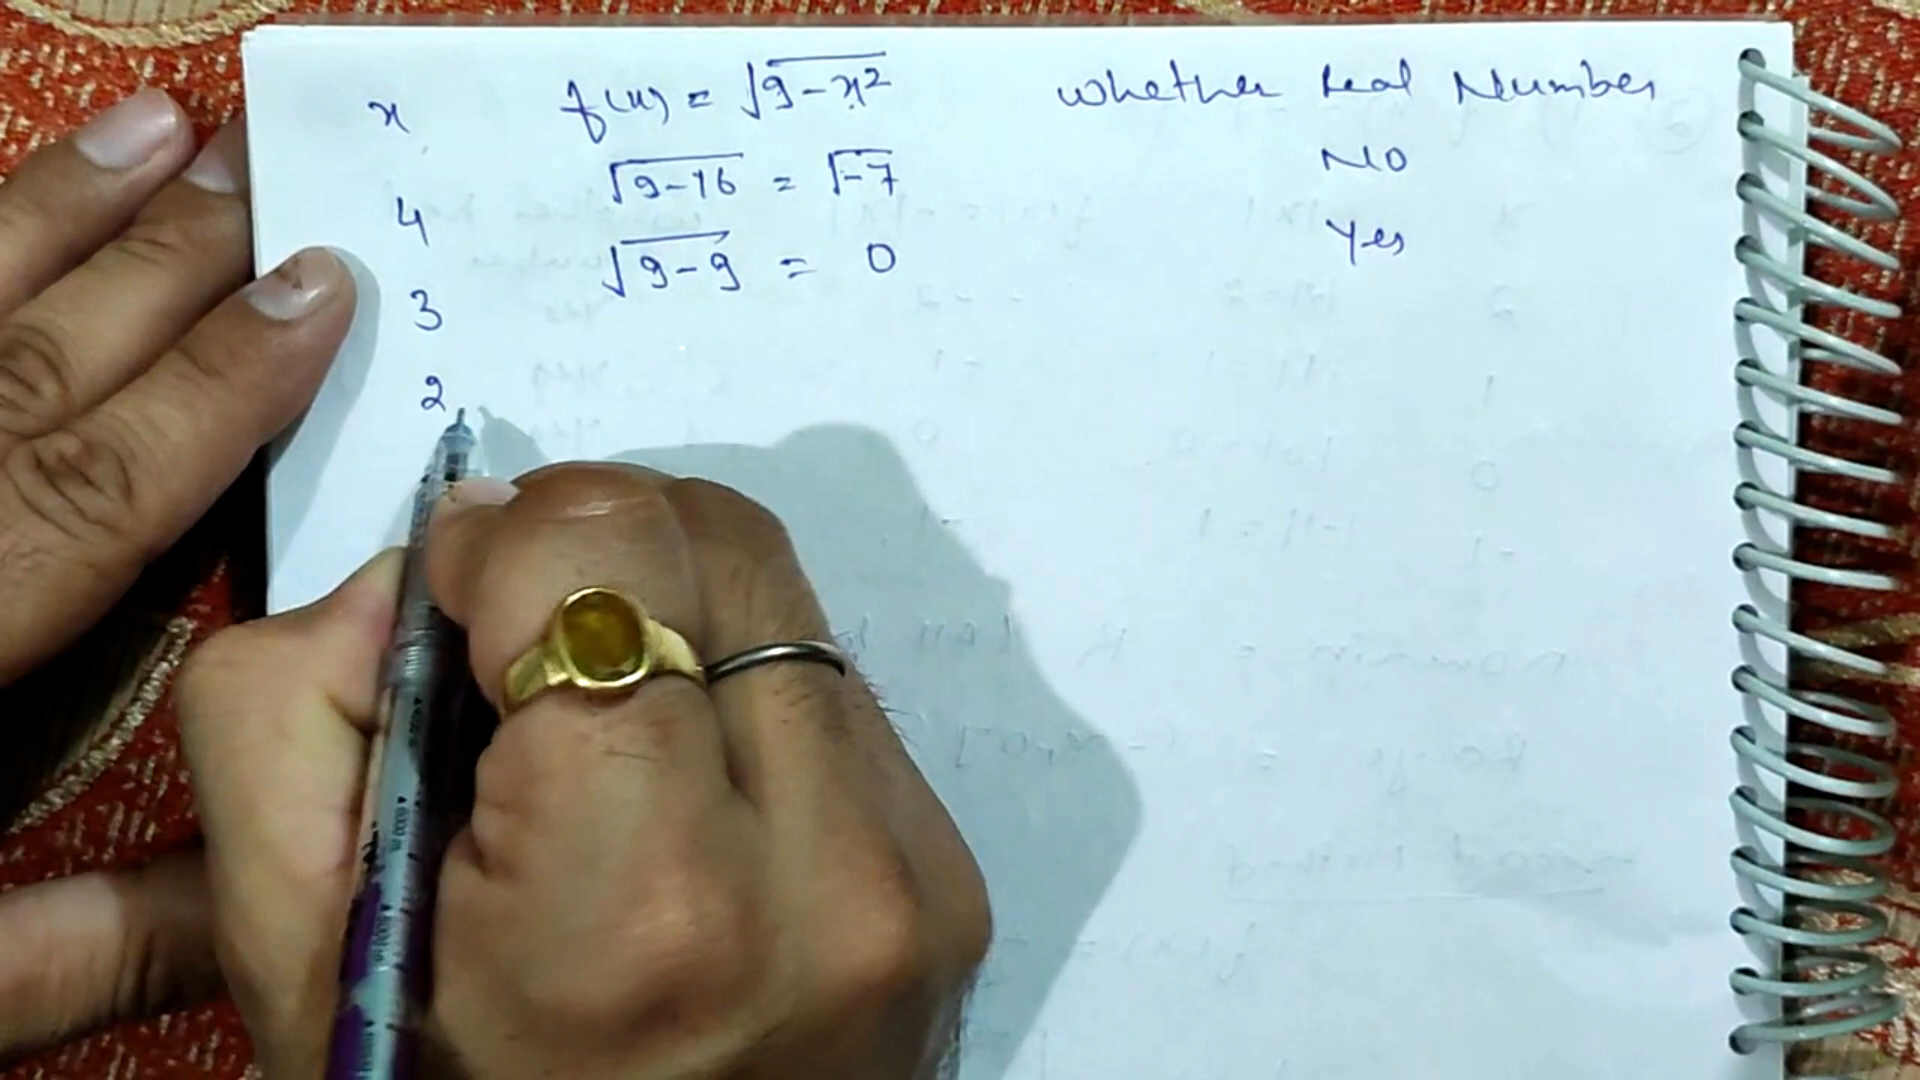 x f(x) = √9-x² Whether Real Number
4 √9-16 = √-7 NO
3 √9-9 = 0 Yes
2